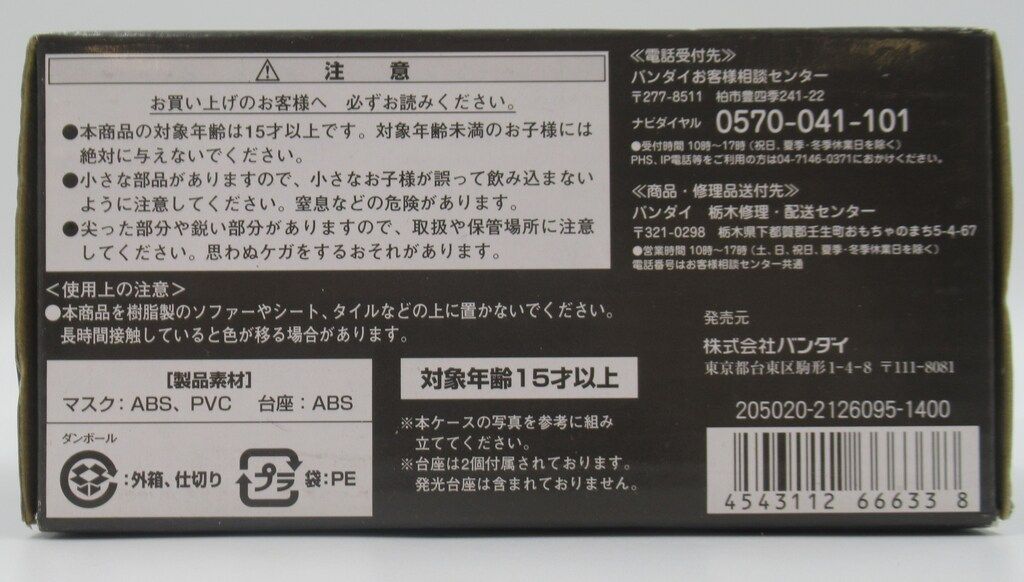 ⚠ 注 意
お買い上げのお客様へ 必ずお読みください。
●本商品の対象年齢は15才以上です。対象年齢未満のお子様には
絶対に与えないでください。
●小さな部品がありますので、小さなお子様が誤って飲み込まない
ように注意してください。窒息などの危険があります。
●尖った部分や鋭い部分がありますので、取扱や保管場所に注意
してください。思わぬケガをするおそれがあります。
<使用上の注意>
●本商品を樹脂製のソファーやシート、タイルなどの上に置かないでください。
長時間接触していると色が移る場合があります。
[製品素材]
マスク:ABS、PVC 台座:ABS
ダンボール
:外箱、仕切り
プラ
袋:PE
対象年齢15才以上
※本ケースの写真を参考に組み
立ててください。
※台座は2個付属されております。
発光台座は含まれておりません。
≪電話受付先≫
バンダイお客様相談センター
〒277-8511 柏市豊四季241-22
ナビダイヤル 0570-041-101
●受付時間 10時~17時(祝日、夏季・冬季休業日を除く)
PHS、IP電話等をご利用の方は04-7146-0371におかけください。
≪商品・修理品送付先≫
バンダイ 栃木修理・配送センター
〒321-0298 栃木県下都賀郡壬生町おもちゃのまち5-4-67
●営業時間 10時~17時(土、日、祝日、夏季・冬季休業日を除く)
電話番号はお客様相談センター共通
発売元
株式会社バンダイ
東京都台東区駒形1-4-8 〒111-8081
205020-2126095-1400
4543112 666338